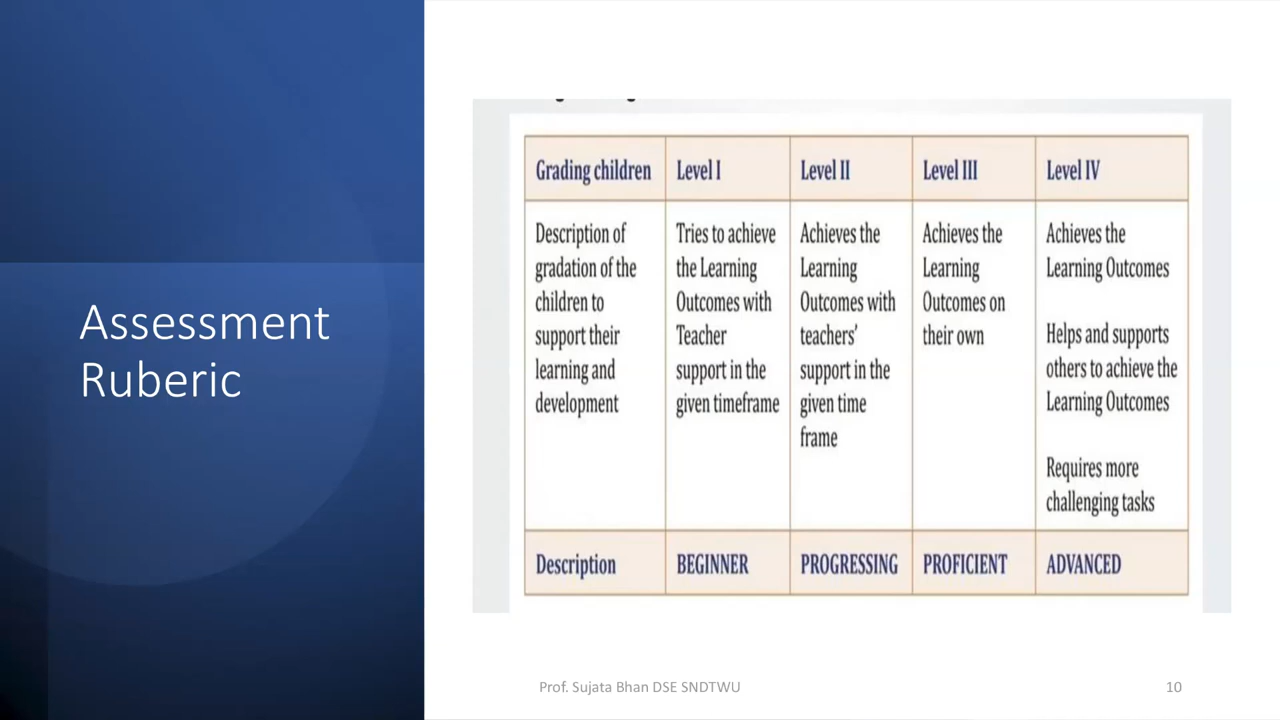 Assessment
Ruberic
Grading children
Level I
Level II
Level III
Level IV
Description of
gradation of the
children to
support their
learning and
development
Tries to achieve
the Learning
Outcomes with
Teacher
support in the
given timeframe
Achieves the
Learning
Outcomes with
teachers’
support in the
given time
frame
Achieves the
Learning
Outcomes on
their own
Achieves the
Learning Outcomes
Helps and supports
others to achieve the
Learning Outcomes
Requires more
challenging tasks
Description
BEGINNER
PROGRESSING
PROFICIENT
ADVANCED
Prof. Sujata Bhan DSE SNDTWU
10